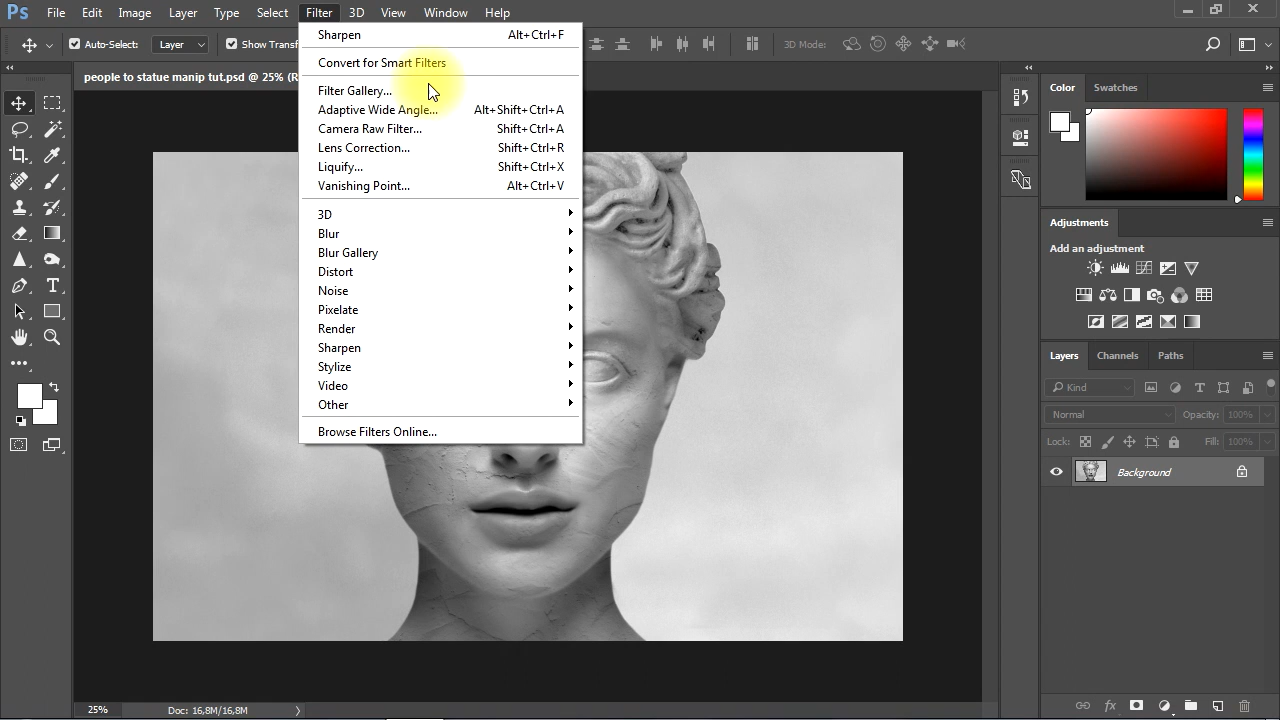 Ps File Edit Image Layer Type Select Filter 3D View Window Help
Auto-Select: Layer Show Transf 3D Mode:
people to statue manip tut.psd @ 25% (R
Sharpen Alt+Ctrl+F
Convert for Smart Filters
Filter Gallery...
Adaptive Wide Angle... Alt+Shift+Ctrl+A
Camera Raw Filter... Shift+Ctrl+A
Lens Correction... Shift+Ctrl+R
Liquify... Shift+Ctrl+X
Vanishing Point... Alt+Ctrl+V
3D
Blur
Blur Gallery
Distort
Noise
Pixelate
Render
Sharpen
Stylize
Video
Other
Browse Filters Online...
Color Swatches
Adjustments
Add an adjustment
Layers Channels Paths
Kind
Normal Opacity: 100%
Lock: Fill: 100%
Background
25% Doc: 16,8M/16,8M